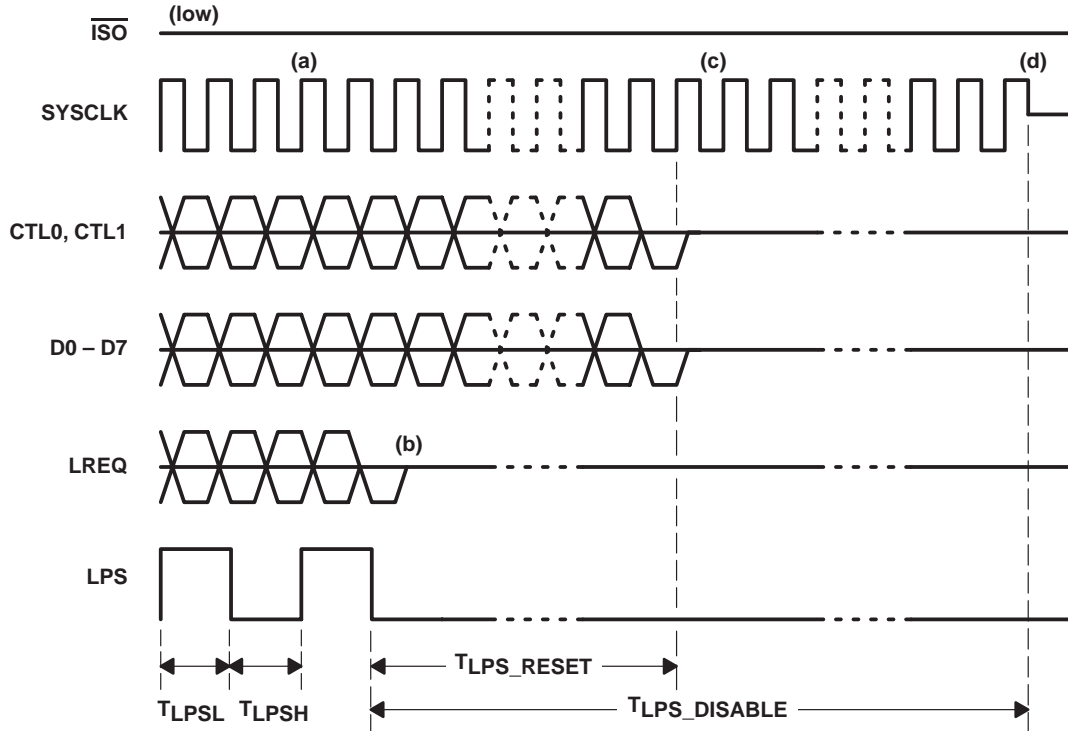 (low)
ISO
(a) (c) (d)
SYSCLK
CTL0, CTL1
D0 – D7
(b)
LREQ
LPS
TLPS_RESET
TLPSL TLPSH TLPS_DISABLE